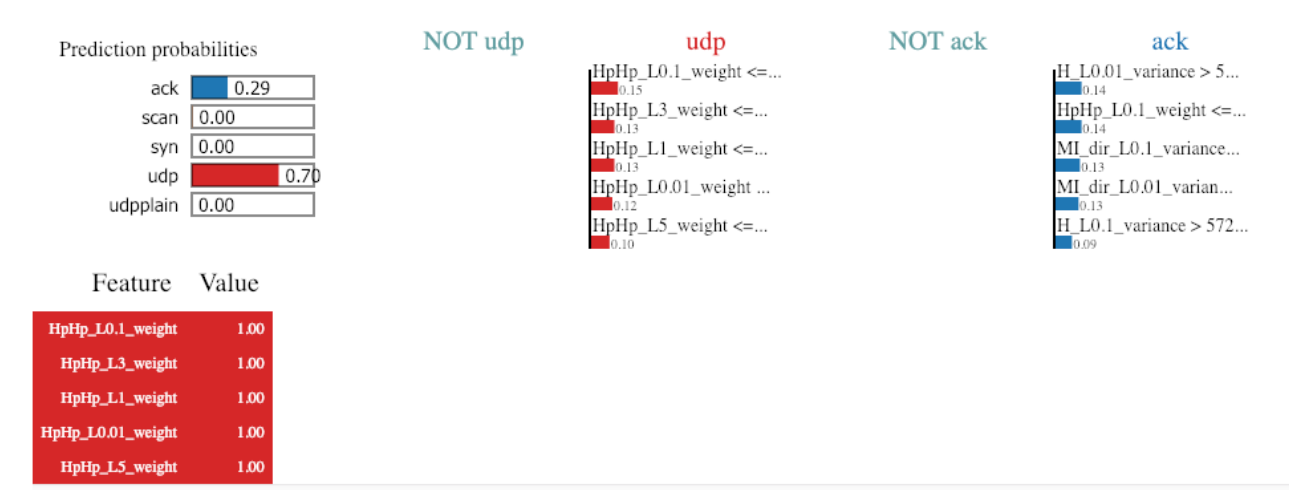 Prediction probabilities
ack 0.29
scan 0.00
syn 0.00
udp 0.70
udpplain 0.00
NOT udp udp
HpHp_L0.1_weight <=...
0.15
HpHp_L3_weight <=...
0.13
HpHp_L1_weight <=...
0.13
HpHp_L0.01_weight ...
0.12
HpHp_L5_weight <=...
0.10
NOT ack ack
H_L0.01_variance > 5...
0.14
HpHp_L0.1_weight <=...
0.14
MI_dir_L0.1_variance...
0.13
MI_dir_L0.01_varian...
0.13
H_L0.1_variance > 572...
0.09
Feature Value
HpHp_L0.1_weight 1.00
HpHp_L3_weight 1.00
HpHp_L1_weight 1.00
HpHp_L0.01_weight 1.00
HpHp_L5_weight 1.00